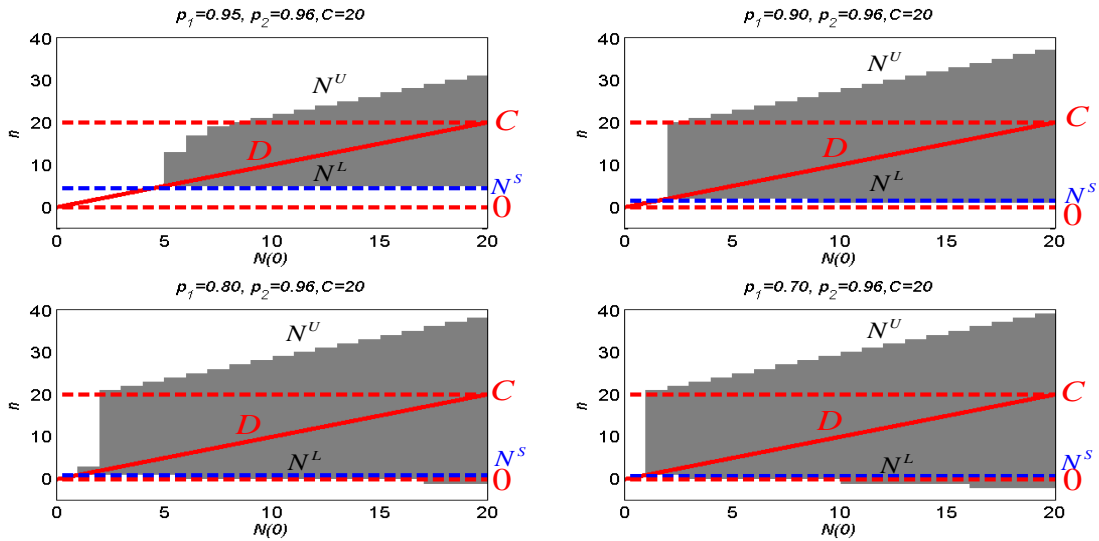 p1=0.95, p2=0.96,C=20
40
30
20
10
0
n
N^U
D
N^L
C
N^S
0
0 5 10 15 20
N(0)
p1=0.90, p2=0.96,C=20
40
30
20
10
0
n
N^U
D
N^L
C
N^S
0
0 5 10 15 20
N(0)
p1=0.80, p2=0.96,C=20
40
30
20
10
0
n
N^U
D
N^L
C
N^S
0
0 5 10 15 20
N(0)
p1=0.70, p2=0.96,C=20
40
30
20
10
0
n
N^U
D
N^L
C
N^S
0
0 5 10 15 20
N(0)